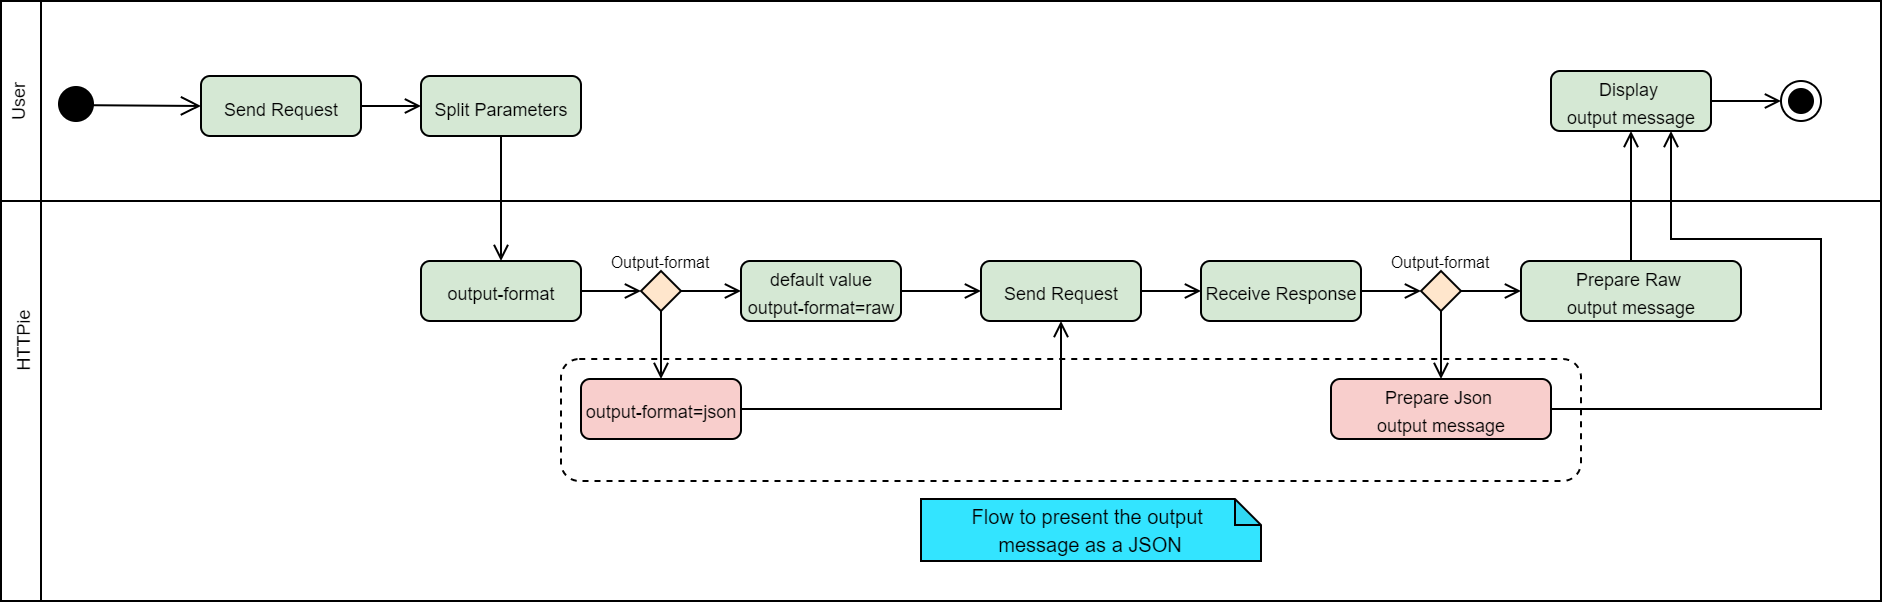 User
Send Request
Split Parameters
Display
output message
HTTPie
output-format
Output-format
default value
output-format=raw
Send Request
Receive Response
Output-format
Prepare Raw
output message
output-format=json
Prepare Json
output message
Flow to present the output
message as a JSON